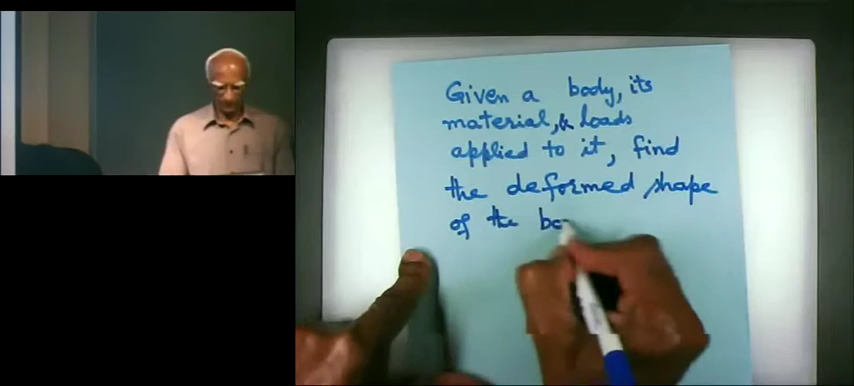 Given a body, its
material, & loads
applied to it, find
the deformed shape
of the bo